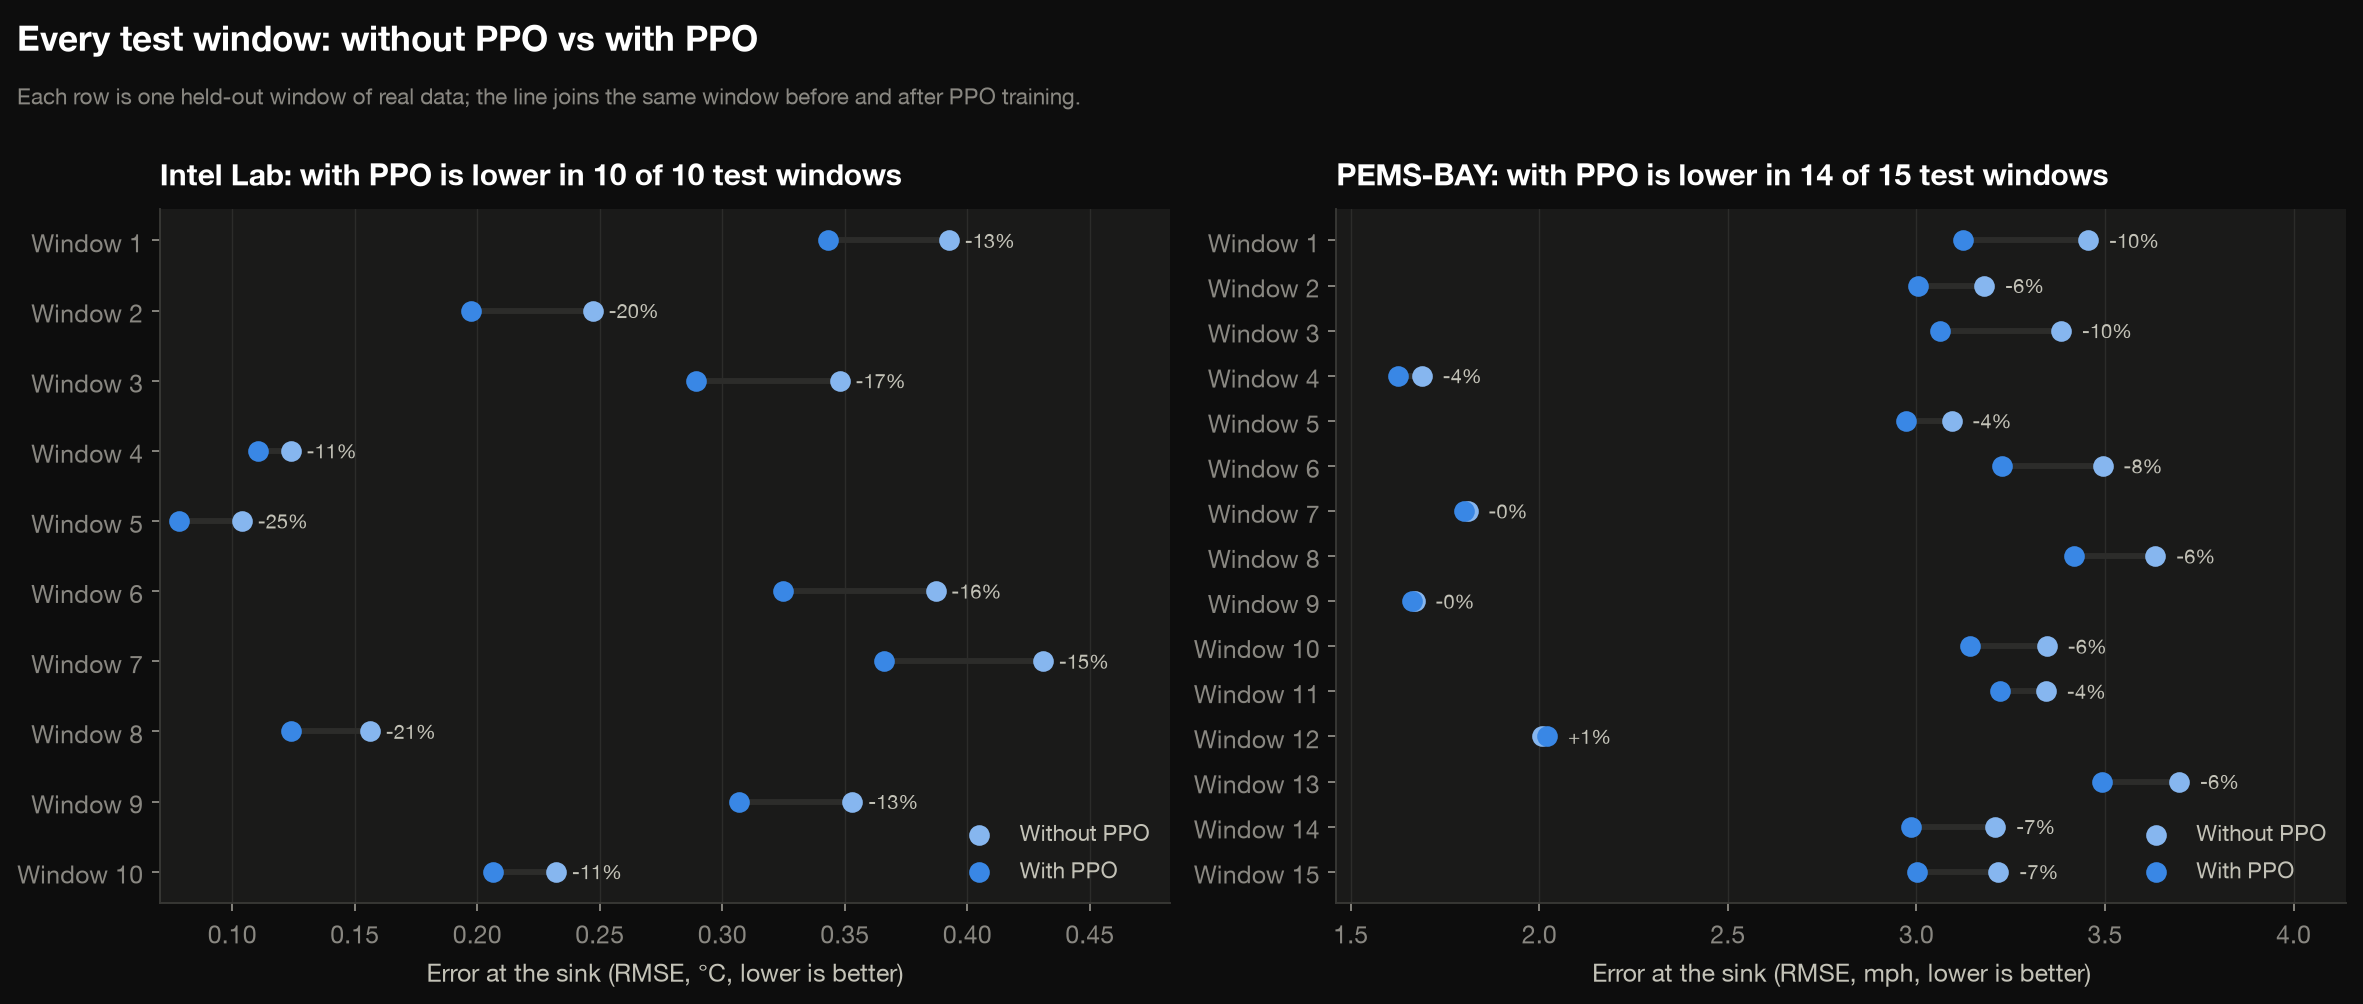 Every test window: without PPO vs with PPO
Each row is one held-out window of real data; the line joins the same window before and after PPO training.
Intel Lab: with PPO is lower in 10 of 10 test windows
Window 1 -13%
Window 2 -20%
Window 3 -17%
Window 4 -11%
Window 5 -25%
Window 6 -16%
Window 7 -15%
Window 8 -21%
Window 9 -13%
Window 10 -11%
Without PPO
With PPO
0.10 0.15 0.20 0.25 0.30 0.35 0.40 0.45
Error at the sink (RMSE, °C, lower is better)
PEMS-BAY: with PPO is lower in 14 of 15 test windows
Window 1 -10%
Window 2 -6%
Window 3 -10%
Window 4 -4%
Window 5 -4%
Window 6 -8%
Window 7 -0%
Window 8 -6%
Window 9 -0%
Window 10 -6%
Window 11 -4%
Window 12 +1%
Window 13 -6%
Window 14 -7%
Window 15 -7%
Without PPO
With PPO
1.5 2.0 2.5 3.0 3.5 4.0
Error at the sink (RMSE, mph, lower is better)